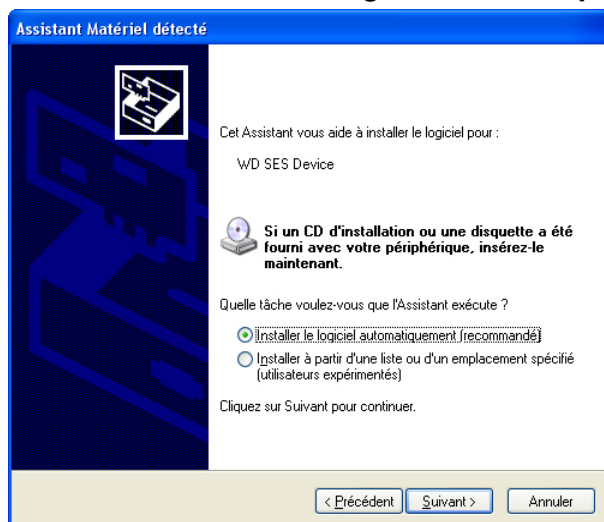 Assistant Matériel détecté
Cet Assistant vous aide à installer le logiciel pour :
WD SES Device
Si un CD d'installation ou une disquette a été
fourni avec votre périphérique, insérez-le
maintenant.
Quelle tâche voulez-vous que l'Assistant exécute ?
Installer le logiciel automatiquement (recommandé)
Installer à partir d'une liste ou d'un emplacement spécifié
(utilisateurs expérimentés)
Cliquez sur Suivant pour continuer.
< Précédent Suivant > Annuler